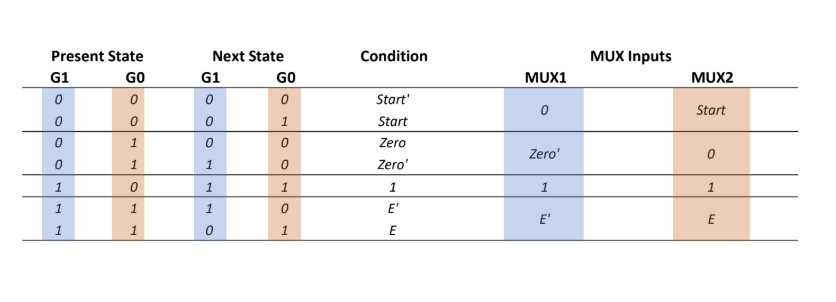 Present State Next State Condition MUX Inputs
G1 G0 G1 G0 MUX1 MUX2
0 0 0 0 Start' 0 Start
0 0 0 1 Start
0 1 0 0 Zero Zero' 0
0 1 1 0 Zero'
1 0 1 1 1 1 1
1 1 1 0 E' E' E
1 1 0 1 E